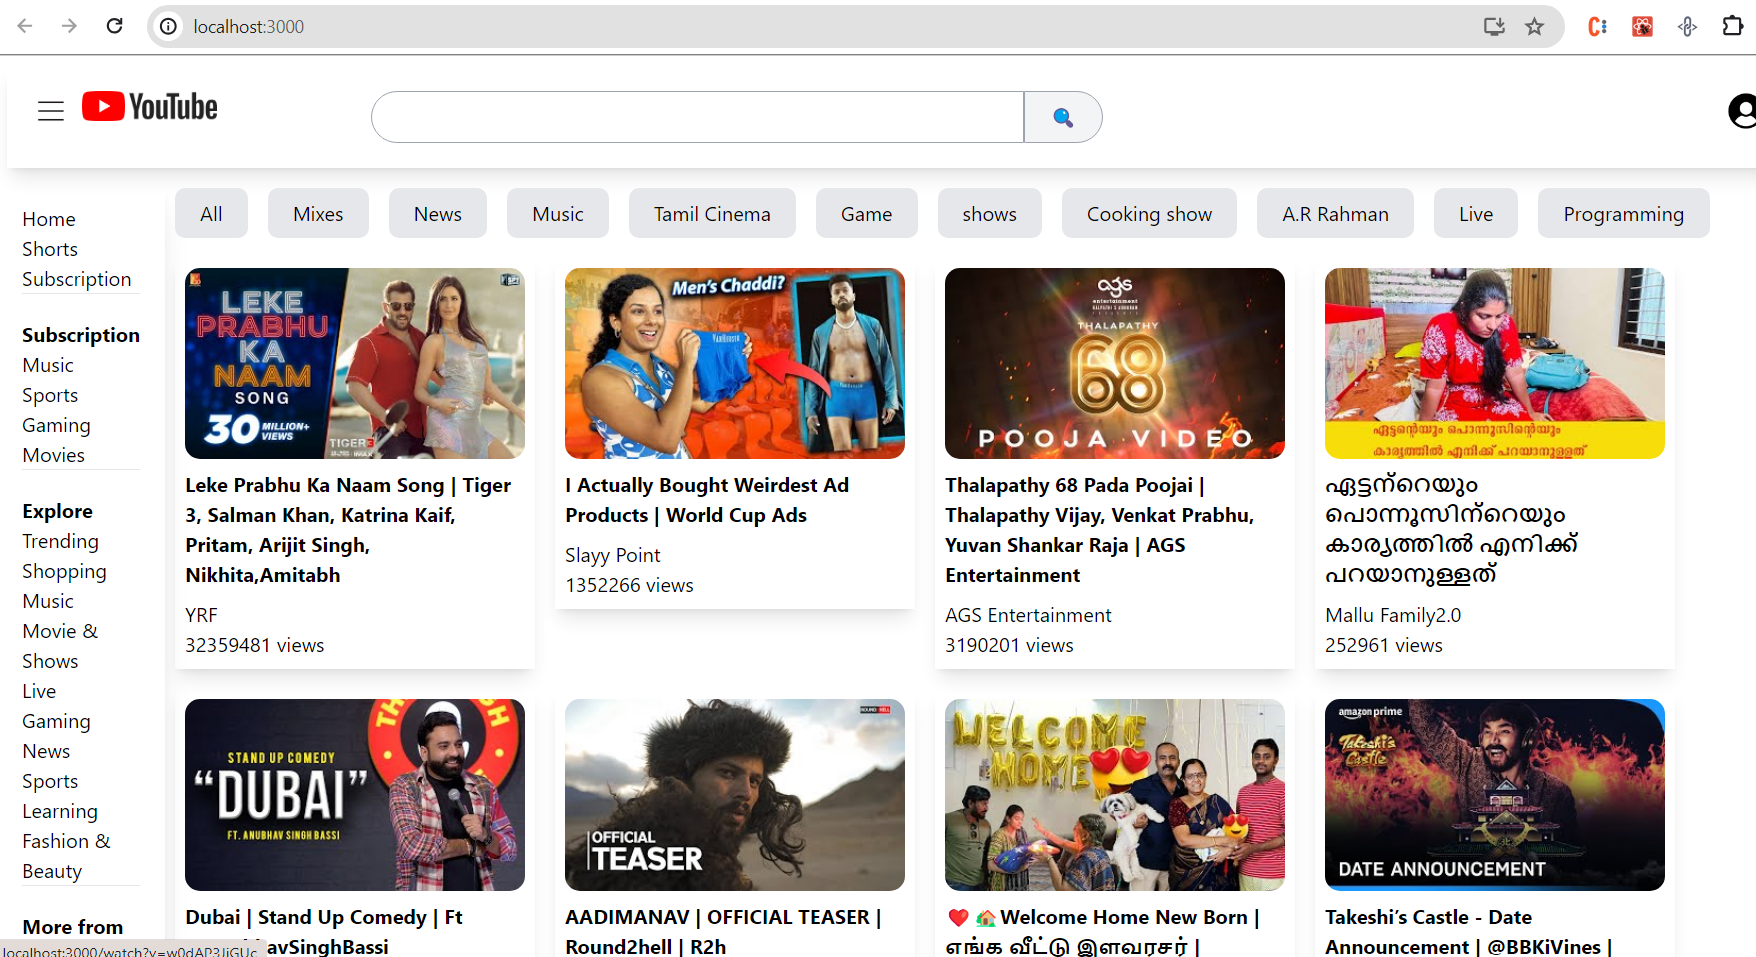 localhost:3000
YouTube
All Mixes News Music Tamil Cinema Game shows Cooking show A.R Rahman Live Programming
Home
Shorts
Subscription
Subscription
Music
Sports
Gaming
Movies
Explore
Trending
Shopping
Music
Movie &
Shows
Live
Gaming
News
Sports
Learning
Fashion &
Beauty
More from
LEKE
PRABHU
KA
NAAM
SONG
30 MILLION+
VIEWS
TIGER 3
Leke Prabhu Ka Naam Song | Tiger
3, Salman Khan, Katrina Kaif,
Pritam, Arijit Singh,
Nikhita,Amitabh
YRF
32359481 views
Men's Chaddi?
VANHEUSEN
I Actually Bought Weirdest Ad
Products | World Cup Ads
Slayy Point
1352266 views
ags
entertainment
THALAPATHY
68
POOJA VIDEO
Thalapathy 68 Pada Poojai |
Thalapathy Vijay, Venkat Prabhu,
Yuvan Shankar Raja | AGS
Entertainment
AGS Entertainment
3190201 views
ഏട്ടന്റെയും പൊന്നൂസിന്റെയും
കാര്യത്തിൽ എനിക്ക് പറയാനുള്ളത്
ഏട്ടന്റെയും
പൊന്നൂസിന്റെയും
കാര്യത്തിൽ എനിക്ക്
പറയാനുള്ളത്
Mallu Family2.0
252961 views
STAND UP COMEDY
"DUBAI"
FT. ANUBHAV SINGH BASSI
Dubai | Stand Up Comedy | Ft
avSinghBassi
ROUND 2 HELL
OFFICIAL
TEASER
AADIMANAV | OFFICIAL TEASER |
Round2hell | R2h
WELCOME
HOME
❤️ 🏡Welcome Home New Born |
எங்க வீட்டு இளவரசர் |
amazon prime
Takeshi's
Castle
DATE ANNOUNCEMENT
Takeshi’s Castle - Date
Announcement | @BBKiVines |
localhost:3000/watch?v=w0dAP3JiGUc